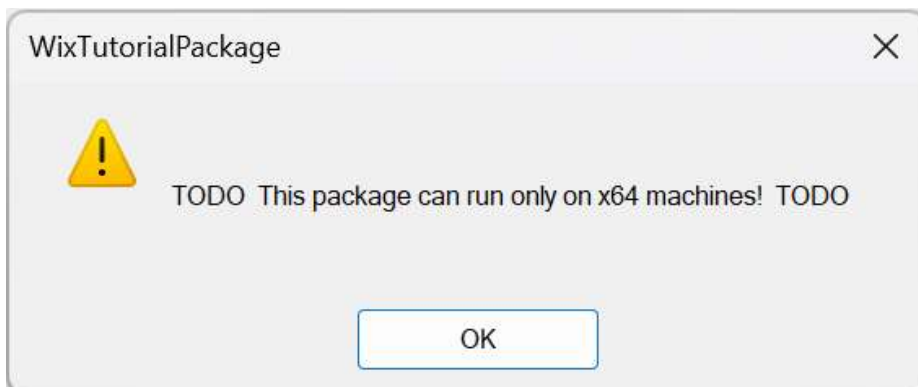 WixTutorialPackage
TODO  This package can run only on x64 machines!  TODO
OK